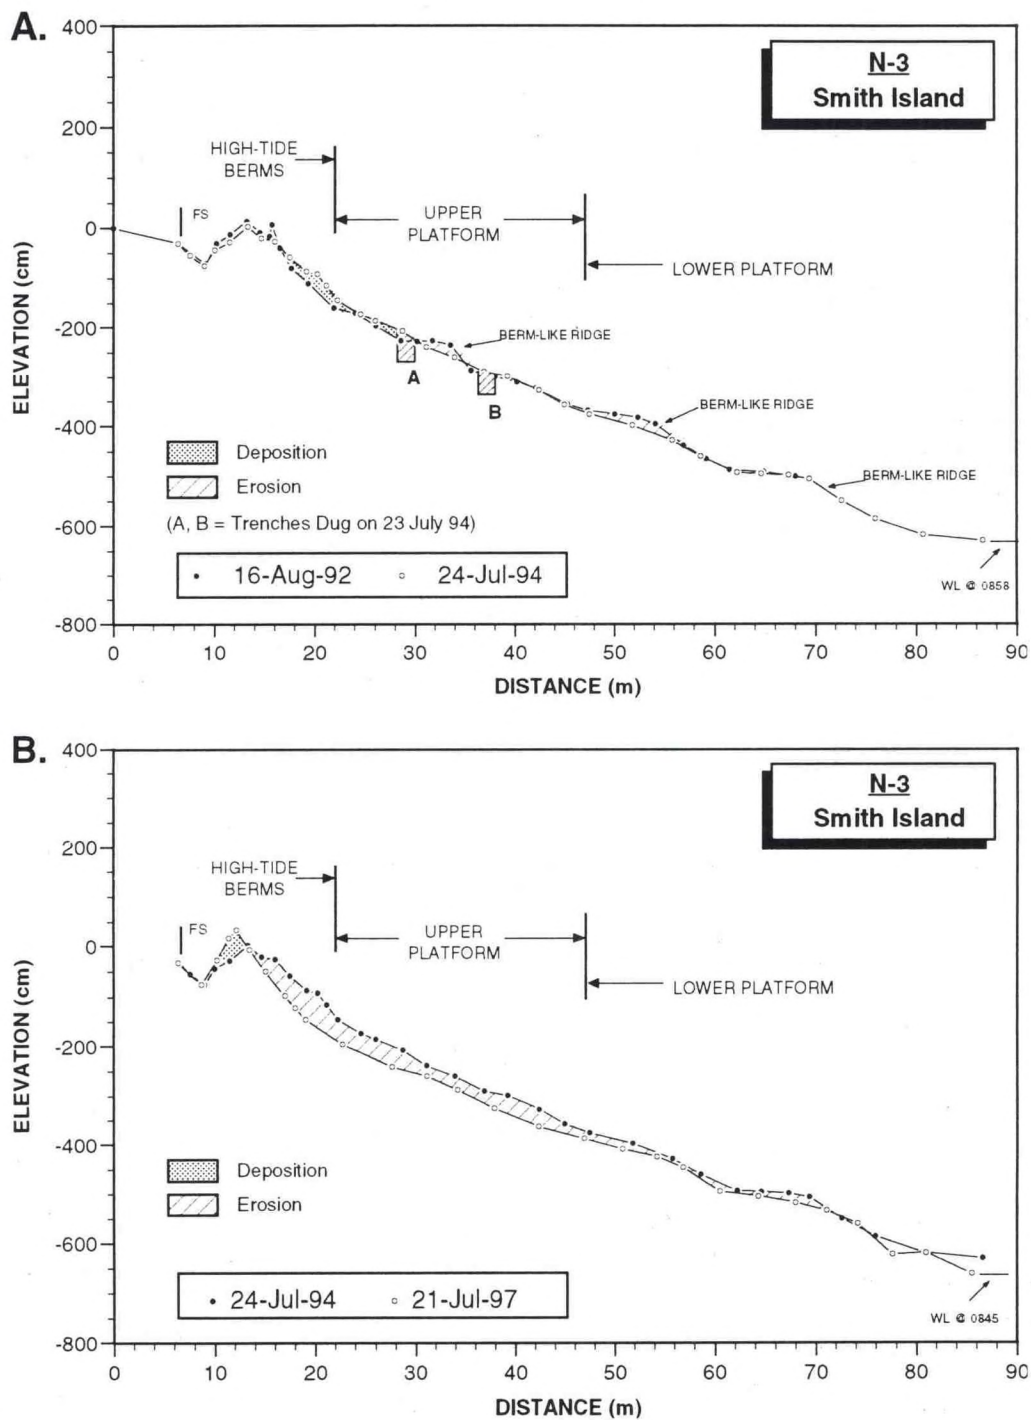 A.
400
200
0
-200
-400
-600
-800
ELEVATION (cm)
N-3
Smith Island
HIGH-TIDE
BERMS
FS
UPPER
PLATFORM
LOWER PLATFORM
BERM-LIKE RIDGE
A
B
BERM-LIKE RIDGE
BERM-LIKE RIDGE
Deposition
Erosion
(A, B = Trenches Dug on 23 July 94)
16-Aug-92 24-Jul-94
WL @ 0858
0 10 20 30 40 50 60 70 80 90
DISTANCE (m)
B.
400
200
0
-200
-400
-600
-800
ELEVATION (cm)
N-3
Smith Island
HIGH-TIDE
BERMS
FS
UPPER
PLATFORM
LOWER PLATFORM
Deposition
Erosion
24-Jul-94 21-Jul-97
WL @ 0845
0 10 20 30 40 50 60 70 80 90
DISTANCE (m)